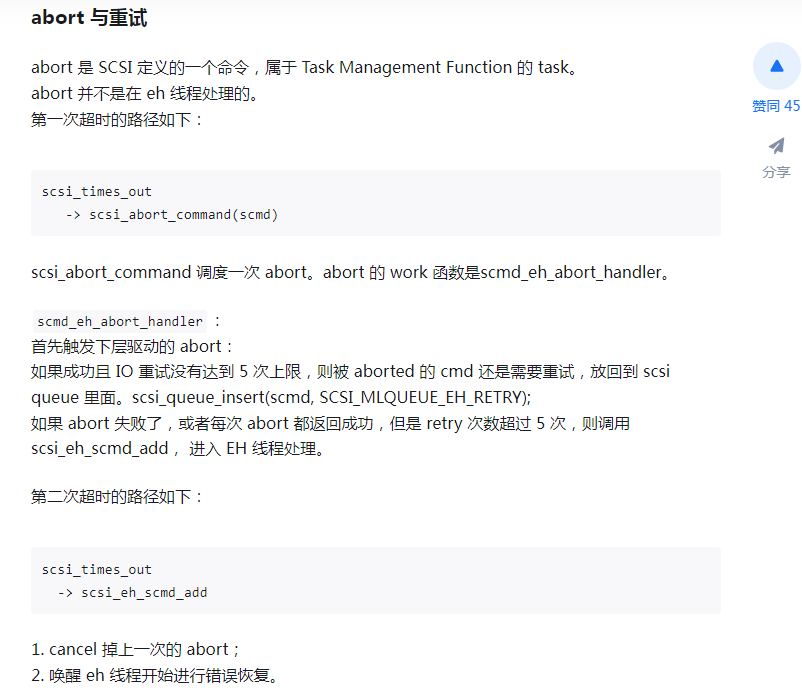 abort 与重试
abort 是 SCSI 定义的一个命令，属于 Task Management Function 的 task。
abort 并不是在 eh 线程处理的。
第一次超时的路径如下：
scsi_times_out
-> scsi_abort_command(scmd)
scsi_abort_command 调度一次 abort。abort 的 work 函数是scmd_eh_abort_handler。
scmd_eh_abort_handler ：
首先触发下层驱动的 abort：
如果成功且 IO 重试没有达到 5 次上限，则被 aborted 的 cmd 还是需要重试，放回到 scsi
queue 里面。scsi_queue_insert(scmd, SCSI_MLQUEUE_EH_RETRY);
如果 abort 失败了，或者每次 abort 都返回成功，但是 retry 次数超过 5 次，则调用
scsi_eh_scmd_add， 进入 EH 线程处理。
第二次超时的路径如下：
scsi_times_out
-> scsi_eh_scmd_add
1. cancel 掉上一次的 abort；
2. 唤醒 eh 线程开始进行错误恢复。
赞同 45
分享